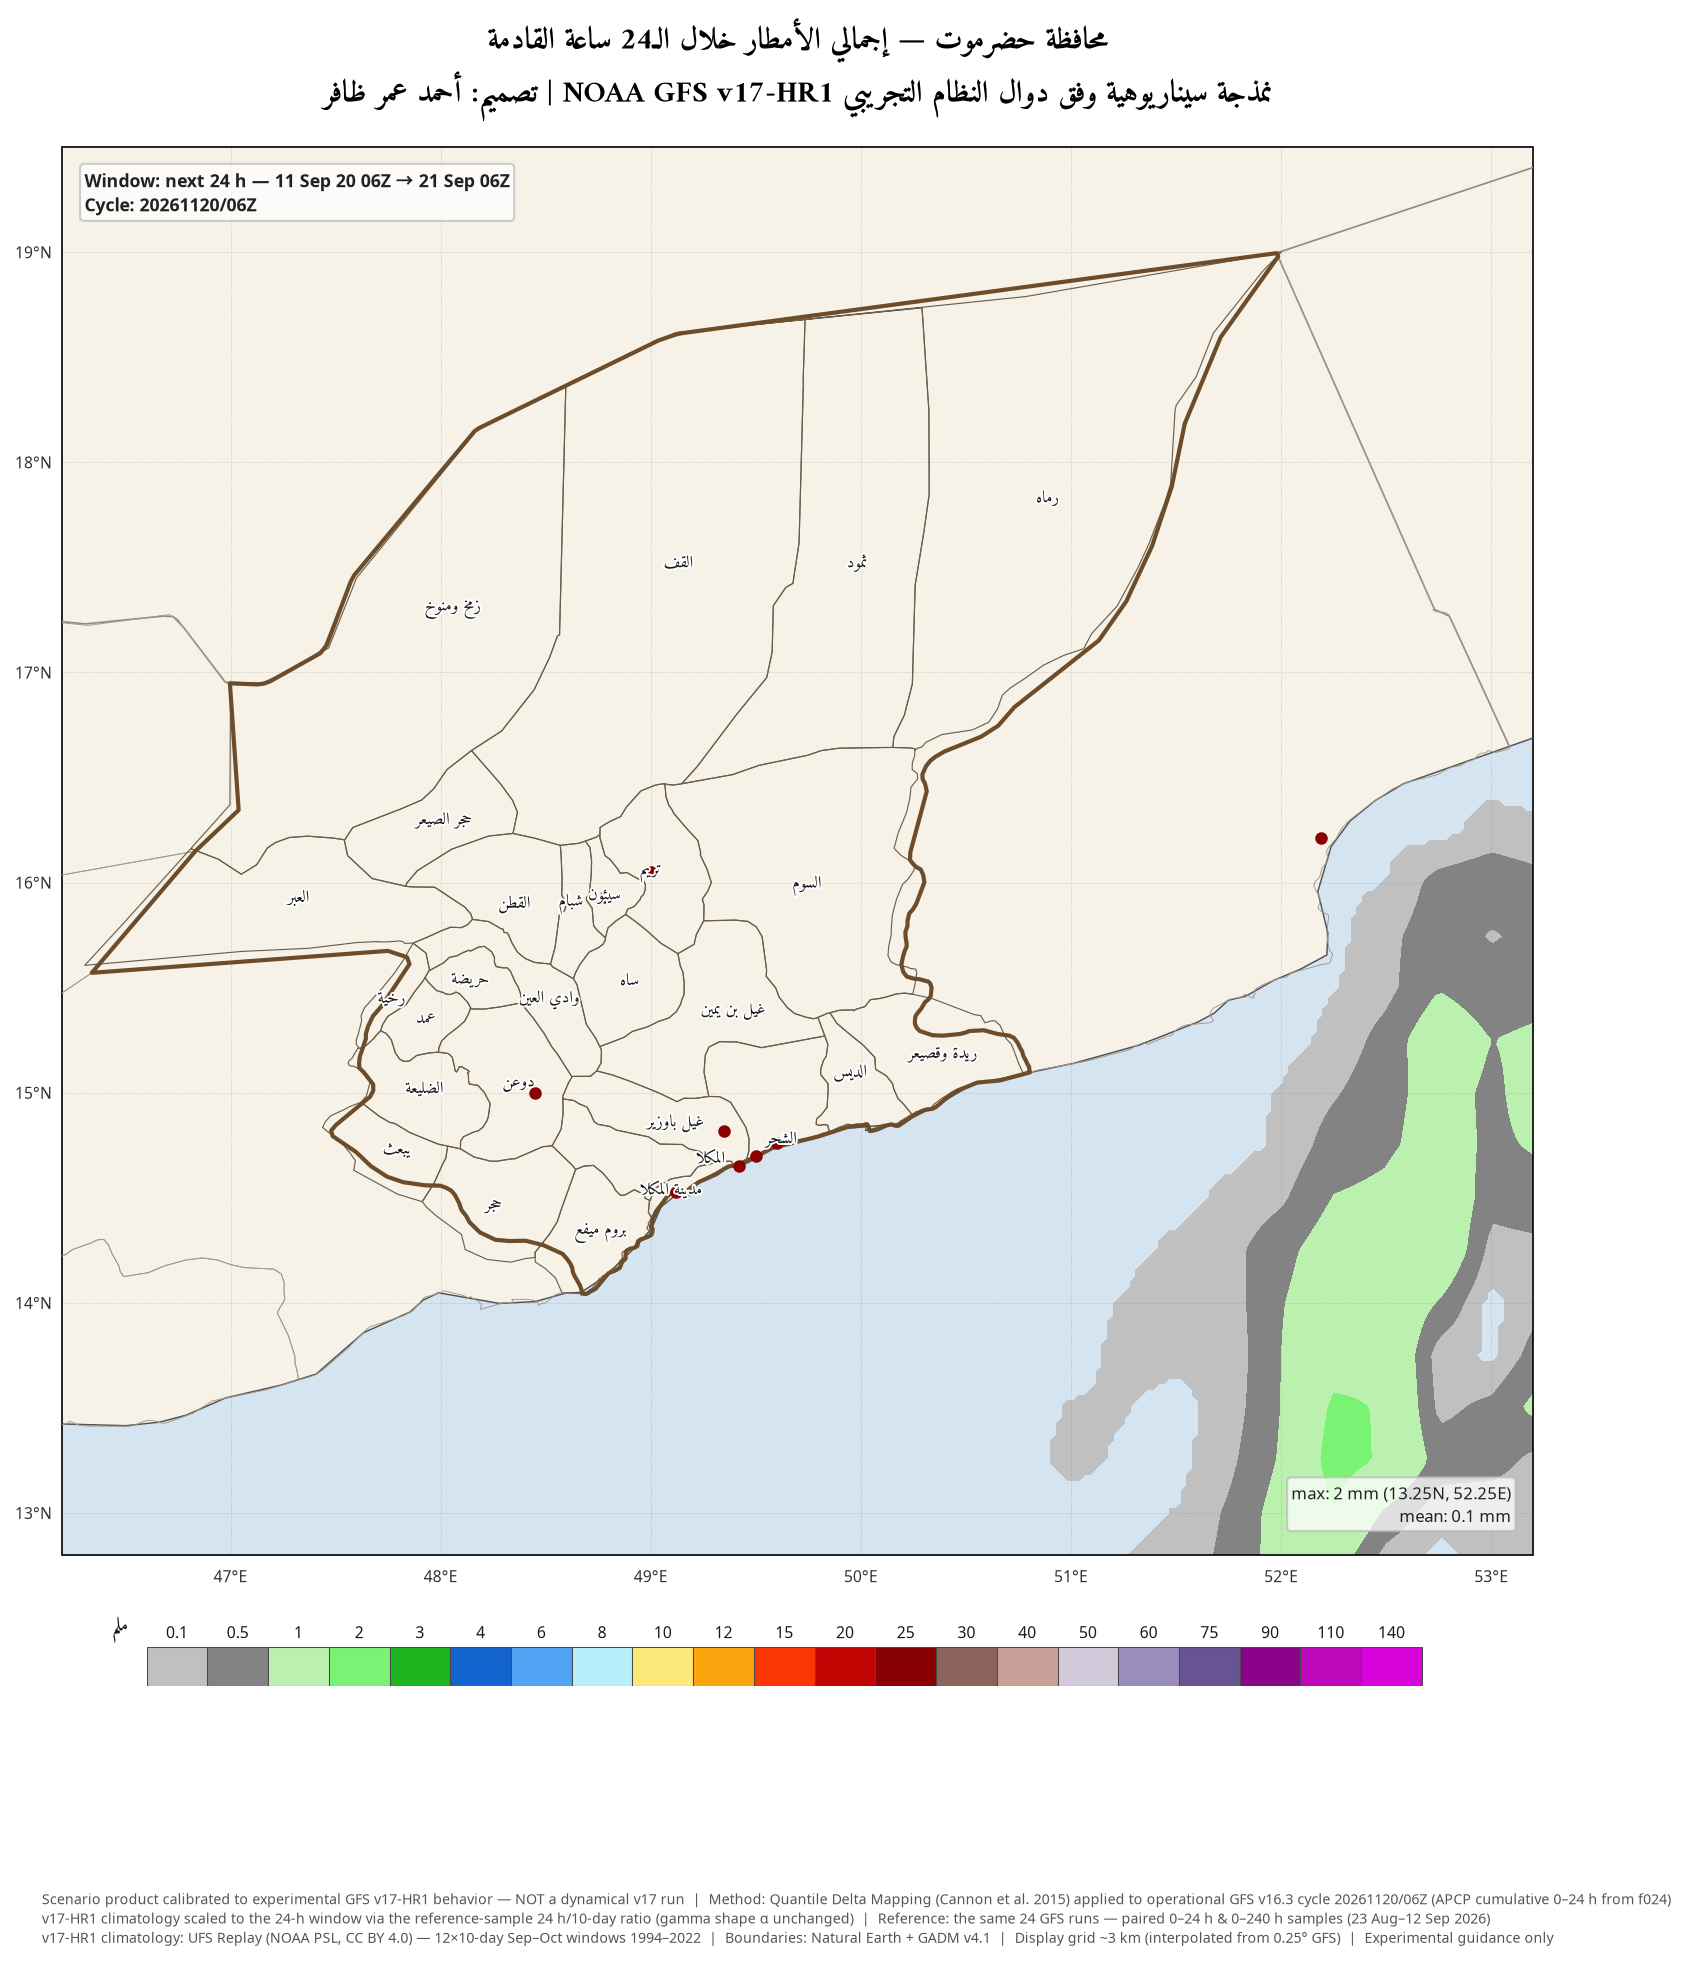 محافظة حضرموت — إجمالي الأمطار خلال الـ24 ساعة القادمة
نمذجة سيناريوهية وفق دوال النظام التجريبي NOAA GFS v17-HR1 | تصميم: أحمد عمر ظافر
Window: next 24 h — 11 Sep 20 06Z → 21 Sep 06Z
Cycle: 20261120/06Z
19°N
18°N
رماه
القف
ثمود
زمخ ومنوخ
17°N
حجر الصيعر
16°N
تريم
السوم
سيئون
شبام
القطن
العبر
ساه
حريضة
وادي العين
رخية
غيل بن يمين
عمد
ريدة وقصيعر
الديس
15°N
دوعن
الضليعة
غيل باوزير
الشحر
المكلا
يبعث
مدينة المكلا
حجر
بروم ميفع
14°N
13°N
max: 2 mm (13.25N, 52.25E)
mean: 0.1 mm
47°E 48°E 49°E 50°E 51°E 52°E 53°E
ملم
0.1 0.5 1 2 3 4 6 8 10 12 15 20 25 30 40 50 60 75 90 110 140
Scenario product calibrated to experimental GFS v17-HR1 behavior — NOT a dynamical v17 run | Method: Quantile Delta Mapping (Cannon et al. 2015) applied to operational GFS v16.3 cycle 20261120/06Z (APCP cumulative 0–24 h from f024)
v17-HR1 climatology scaled to the 24-h window via the reference-sample 24 h/10-day ratio (gamma shape α unchanged) | Reference: the same 24 GFS runs — paired 0–24 h & 0–240 h samples (23 Aug–12 Sep 2026)
v17-HR1 climatology: UFS Replay (NOAA PSL, CC BY 4.0) — 12×10-day Sep–Oct windows 1994–2022 | Boundaries: Natural Earth + GADM v4.1 | Display grid ~3 km (interpolated from 0.25° GFS) | Experimental guidance only